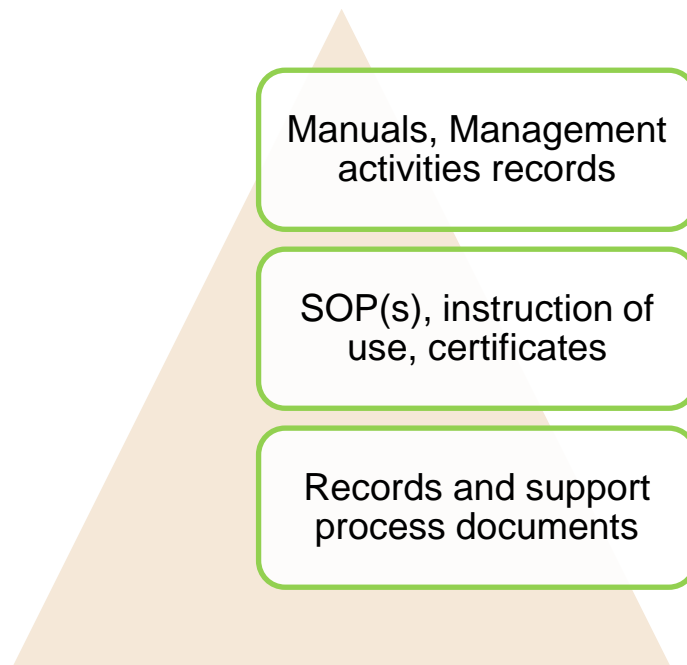 Manuals, Management
activities records
SOP(s), instruction of
use, certificates
Records and support
process documents